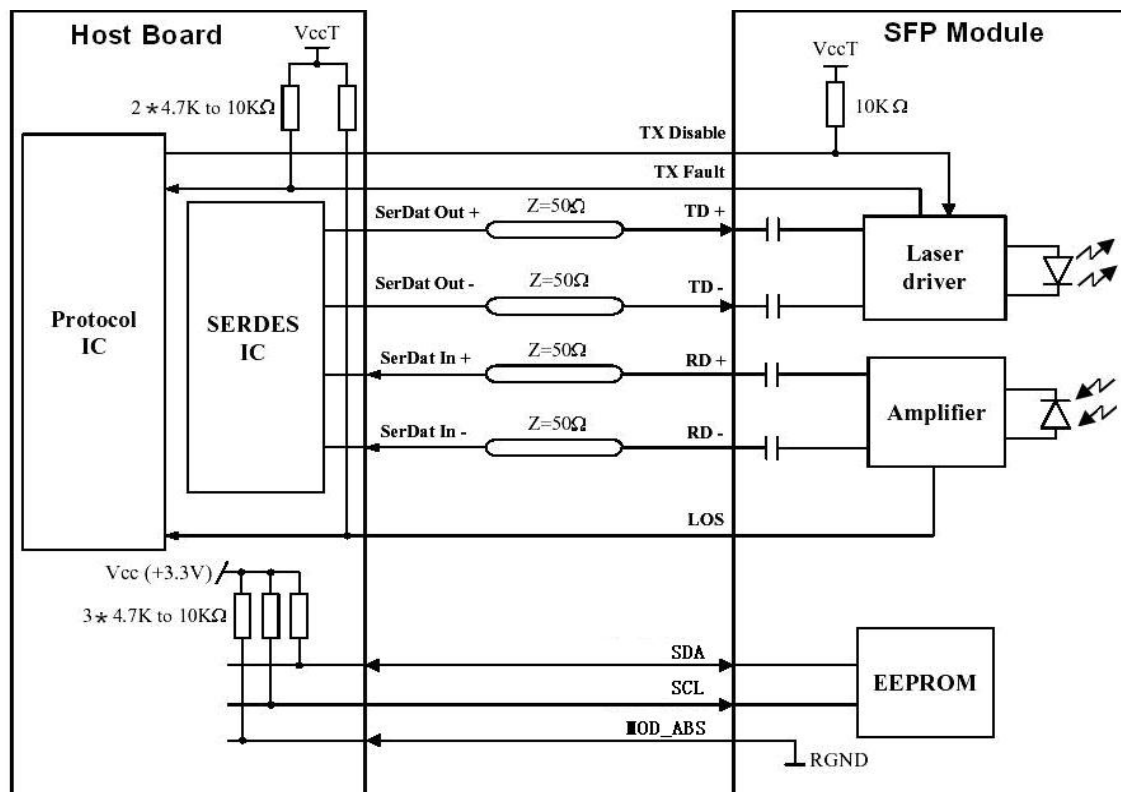 Host Board
SFP Module
VccT
VccT
2*4.7K to 10KΩ
10K Ω
TX Disable
TX Fault
SerDat Out +
Z=50Ω
TD +
Laser
driver
SerDat Out -
Z=50Ω
TD -
Protocol
IC
SERDES
IC
SerDat In +
Z=50Ω
RD +
Amplifier
SerDat In -
Z=50Ω
RD -
LOS
Vcc (+3.3V)
3* 4.7K to 10KΩ
SDA
EEPROM
SCL
MOD_ABS
RGND